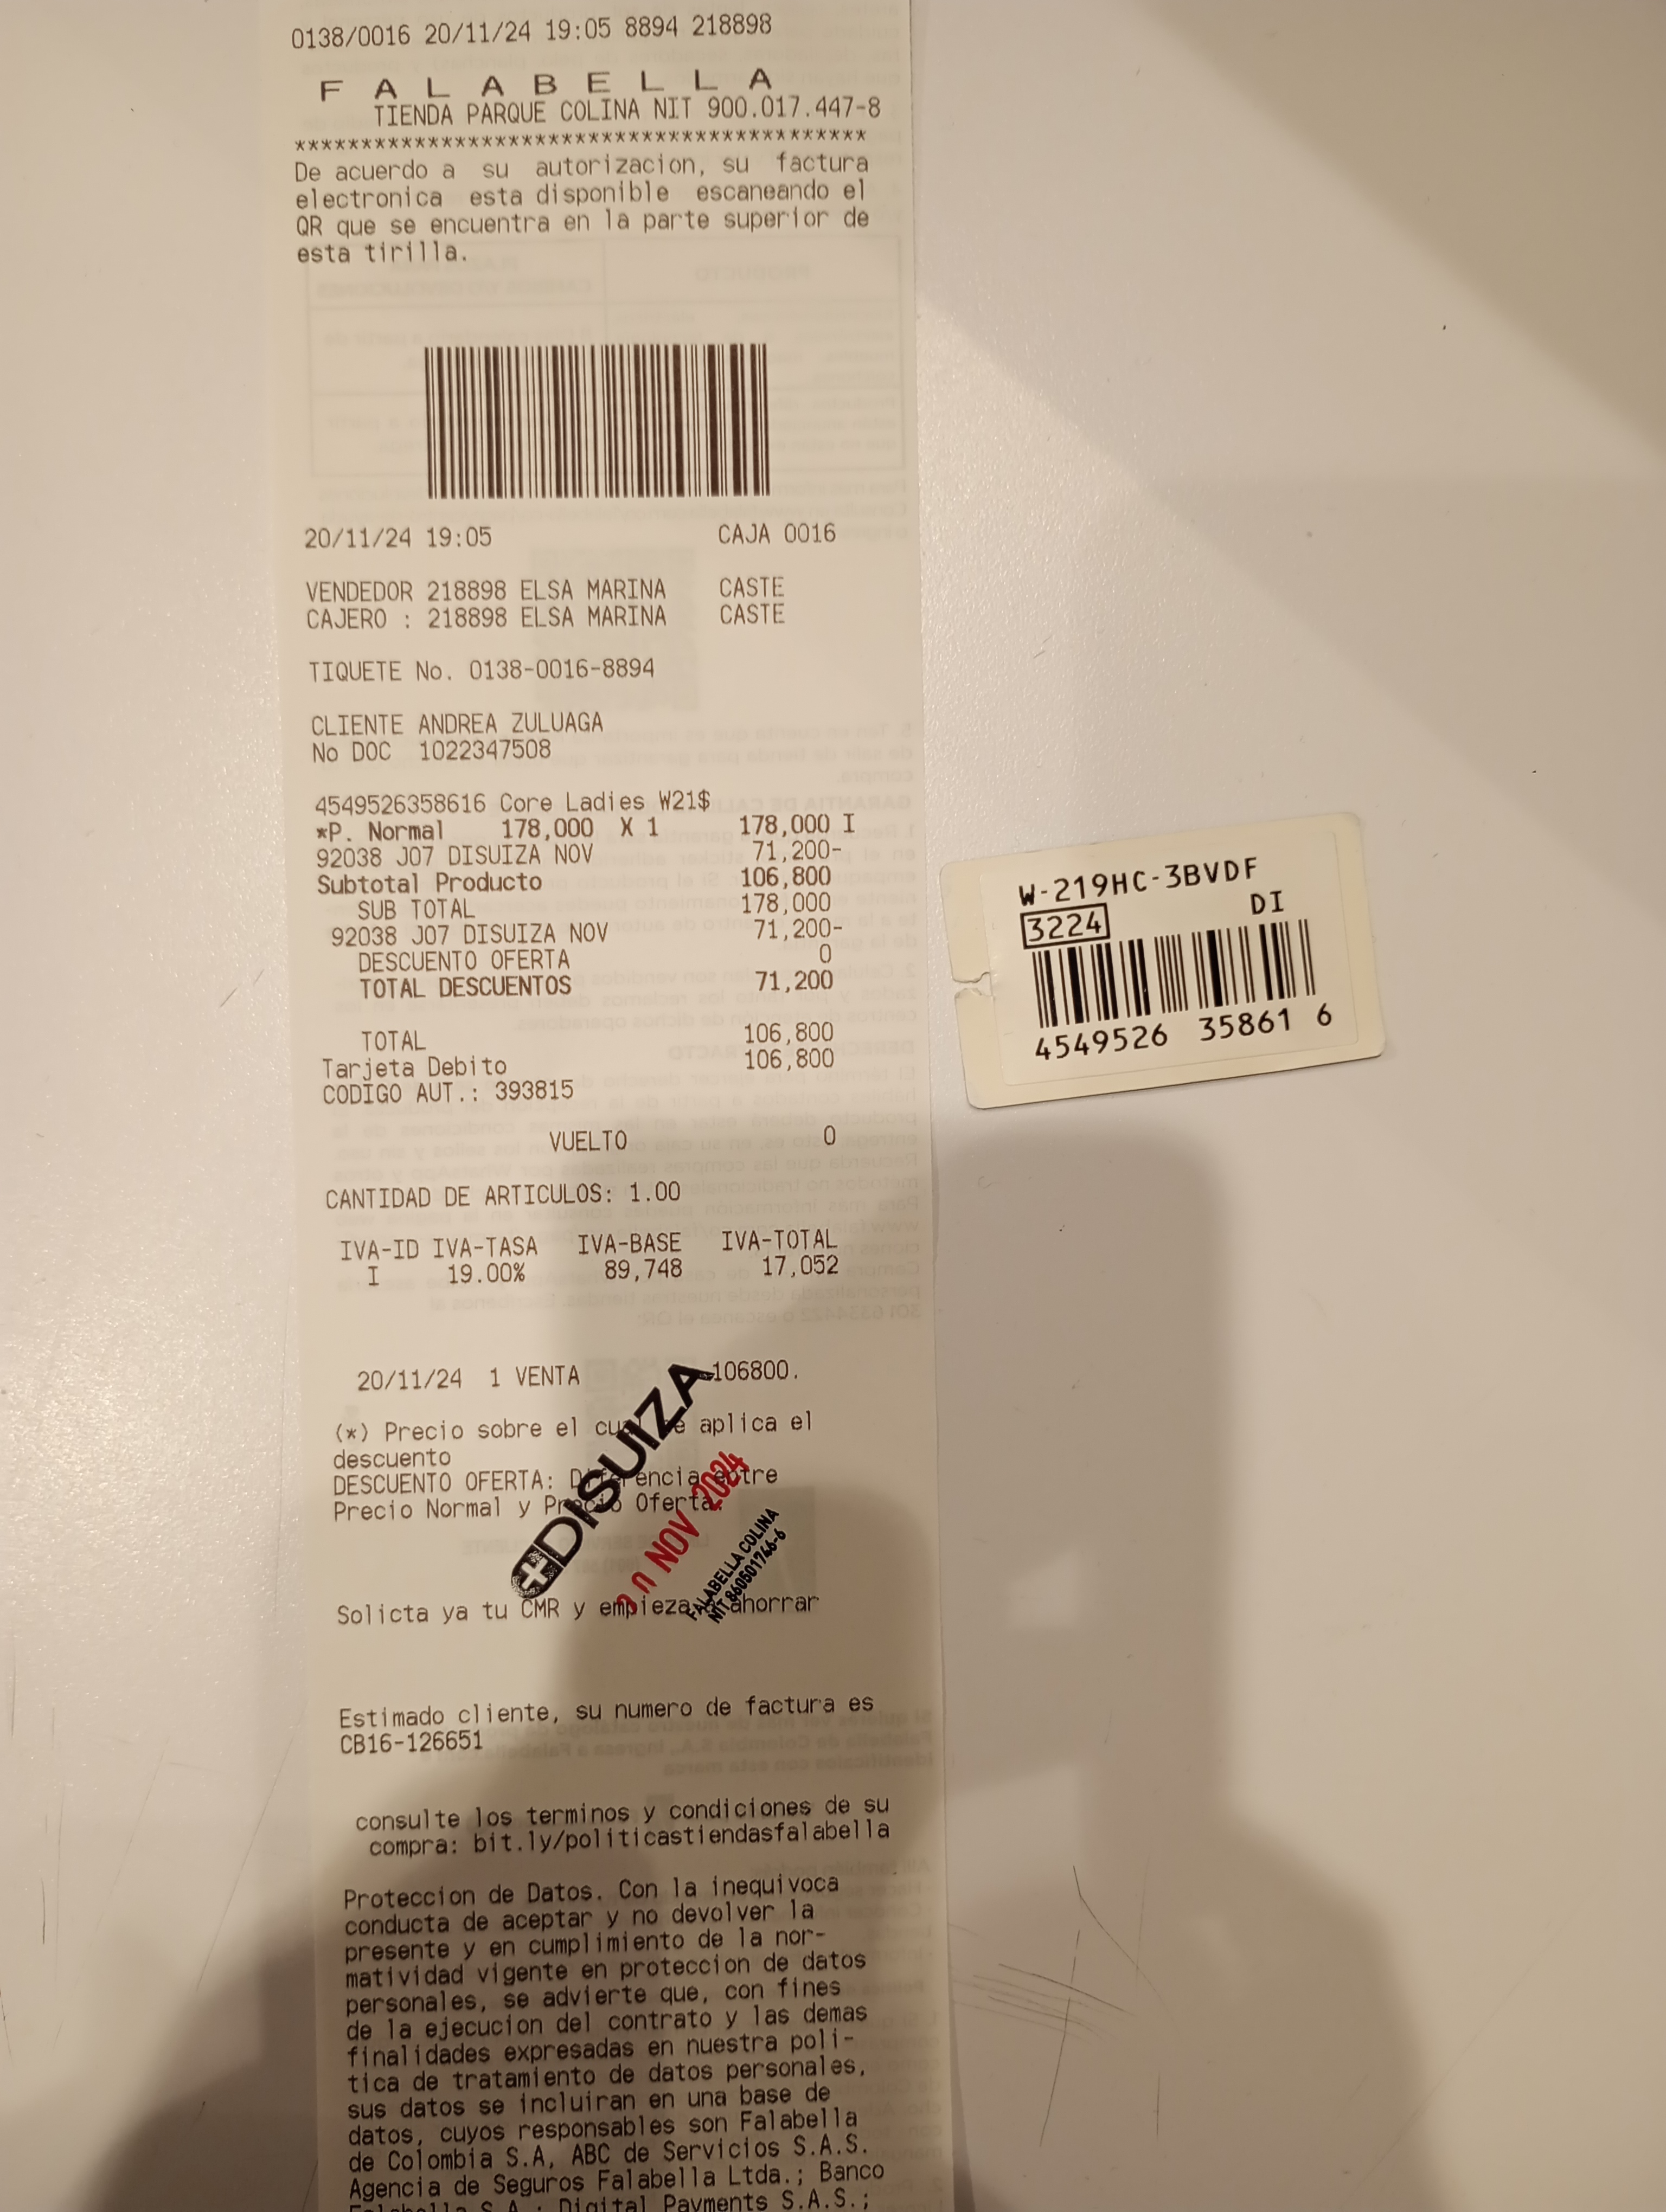 0138/0016 20/11/24 19:05 8894 218898
FALABELLA
TIENDA PARQUE COLINA NIT 900.017.447-8
*******************************************
De acuerdo a su autorizacion, su factura
electronica esta disponible escaneando el
QR que se encuentra en la parte superior de
esta tirilla.
20/11/24 19:05 CAJA 0016
VENDEDOR 218898 ELSA MARINA CASTE
CAJERO : 218898 ELSA MARINA CASTE
TIQUETE No. 0138-0016-8894
CLIENTE ANDREA ZULUAGA
No DOC 1022347508
4549526358616 Core Ladies W21$
*P. Normal 178,000 X 1 178,000 I
92038 J07 DISUIZA NOV 71,200-
Subtotal Producto 106,800
SUB TOTAL 178,000
92038 J07 DISUIZA NOV 71,200-
DESCUENTO OFERTA 0
TOTAL DESCUENTOS 71,200
TOTAL 106,800
Tarjeta Debito 106,800
CODIGO AUT.: 393815
VUELTO 0
CANTIDAD DE ARTICULOS: 1.00
IVA-ID IVA-TASA IVA-BASE IVA-TOTAL
I 19.00% 89,748 17,052
20/11/24 1 VENTA 106800.
(*) Precio sobre el cual se aplica el
descuento
DESCUENTO OFERTA: Diferencia entre
Precio Normal y Precio Oferta.
DISUIZA
20 NOV 2024
FALABELLA COLINA
NIT 860501746-6
Solicta ya tu CMR y empieza a ahorrar
Estimado cliente, su numero de factura es
CB16-126651
consulte los terminos y condiciones de su
compra: bit.ly/politicastiendasfalabella
Proteccion de Datos. Con la inequivoca
conducta de aceptar y no devolver la
presente y en cumplimiento de la nor-
matividad vigente en proteccion de datos
personales, se advierte que, con fines
de la ejecucion del contrato y las demas
finalidades expresadas en nuestra poli-
tica de tratamiento de datos personales,
sus datos se incluiran en una base de
datos, cuyos responsables son Falabella
de Colombia S.A, ABC de Servicios S.A.S.
Agencia de Seguros Falabella Ltda.; Banco
Falabella S.A.; Digital Payments S.A.S.;
W-219HC-3BVDF
3224 DI
4549526 35861 6